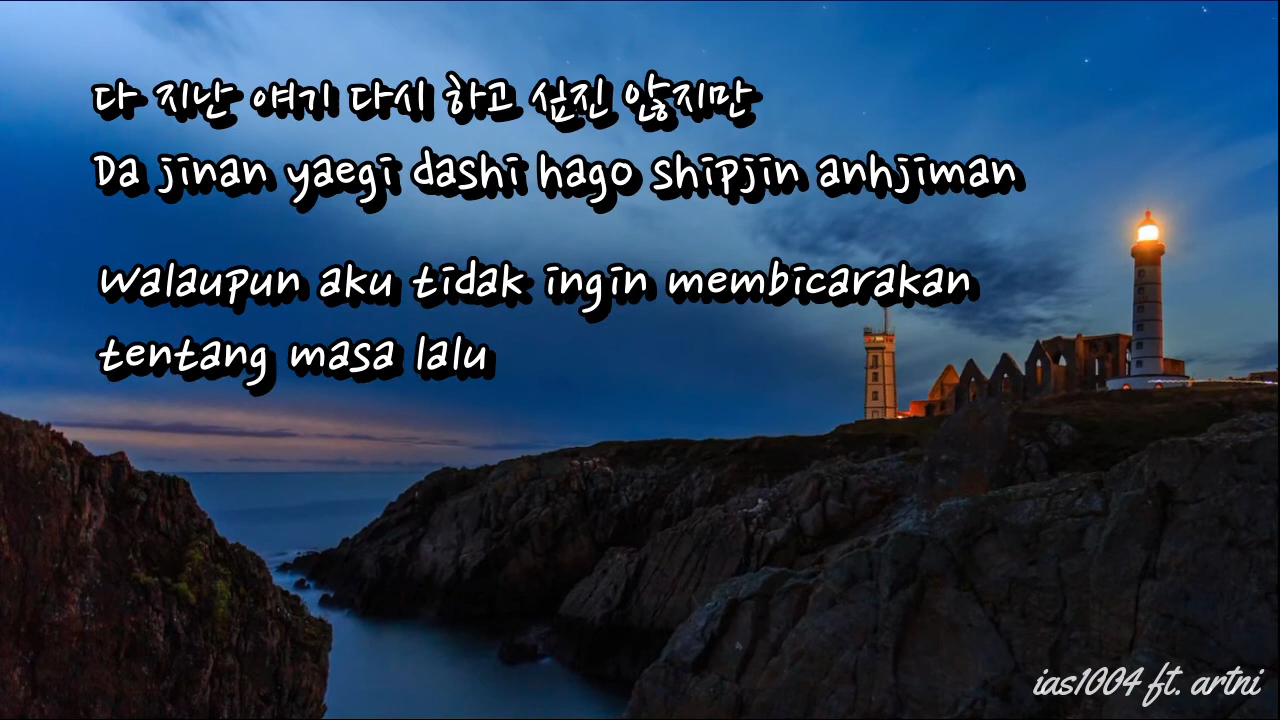 다 지난 얘기 다시 하고 싶진 않지만
Da jinan yaegi dashi hago shipjin anhjiman
Walaupun aku tidak ingin membicarakan
tentang masa lalu
ias1004 ft. artni